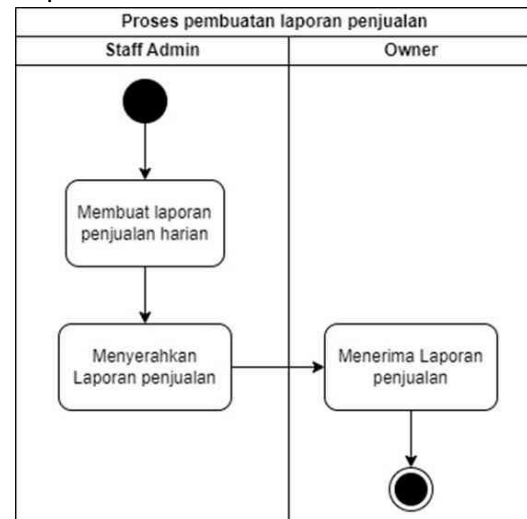 Proses pembuatan laporan penjualan
Staff Admin
Owner
Membuat laporan
penjualan harian
Menyerahkan
Laporan penjualan
Menerima Laporan
penjualan